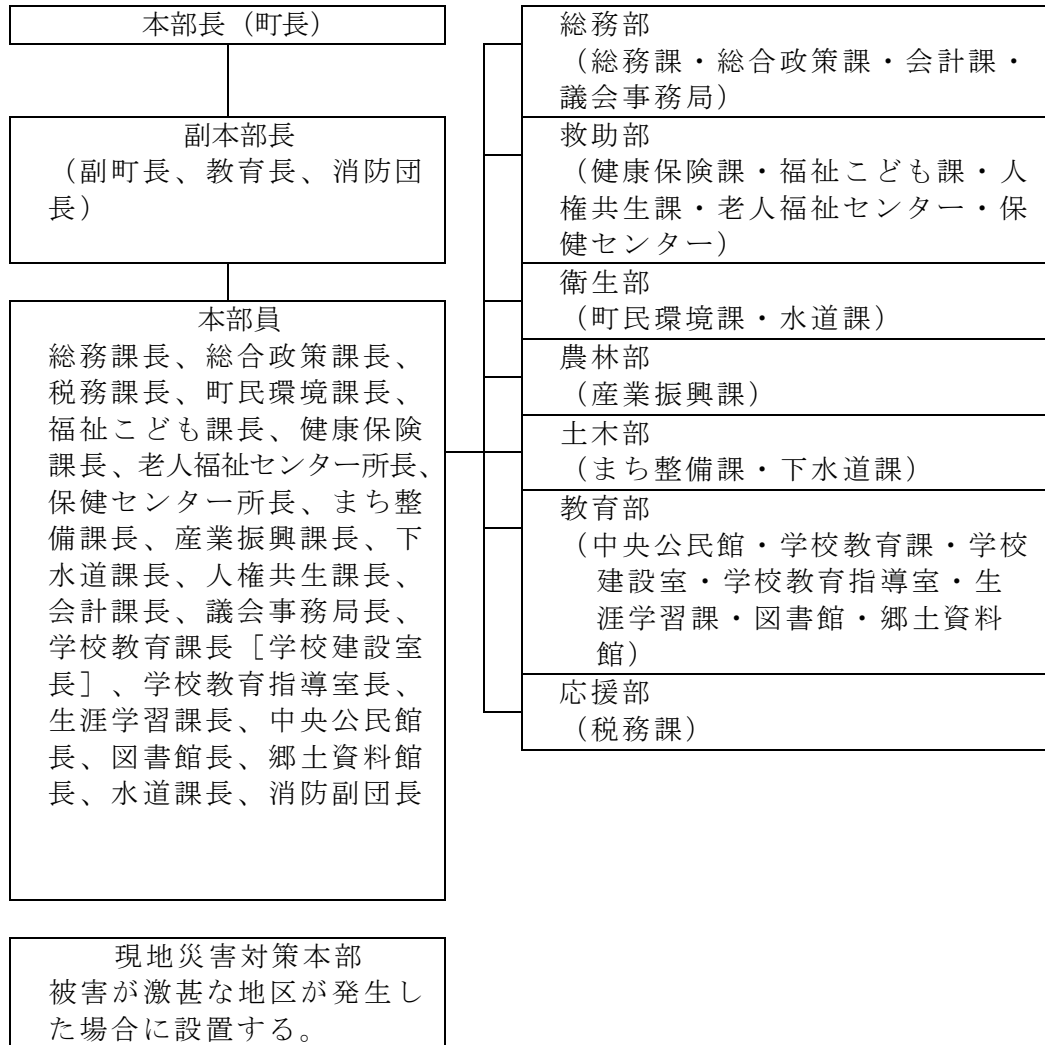 本部長（町長）
副本部長
（副町長、教育長、消防団
長）
本部員
総務課長、総合政策課長、
税務課長、町民環境課長、
福祉こども課長、健康保険
課長、老人福祉センター所長、
保健センター所長、まち整
備課長、産業振興課長、下
水道課長、人権共生課長、
会計課長、議会事務局長、
学校教育課長［学校建設室
長］、学校教育指導室長、
生涯学習課長、中央公民館
長、図書館長、郷土資料館
長、水道課長、消防副団長
現地災害対策本部
被害が激甚な地区が発生し
た場合に設置する。
総務部
（総務課・総合政策課・会計課・
議会事務局）
救助部
（健康保険課・福祉こども課・人
権共生課・老人福祉センター・保
健センター）
衛生部
（町民環境課・水道課）
農林部
（産業振興課）
土木部
（まち整備課・下水道課）
教育部
（中央公民館・学校教育課・学校
建設室・学校教育指導室・生
涯学習課・図書館・郷土資料
館）
応援部
（税務課）